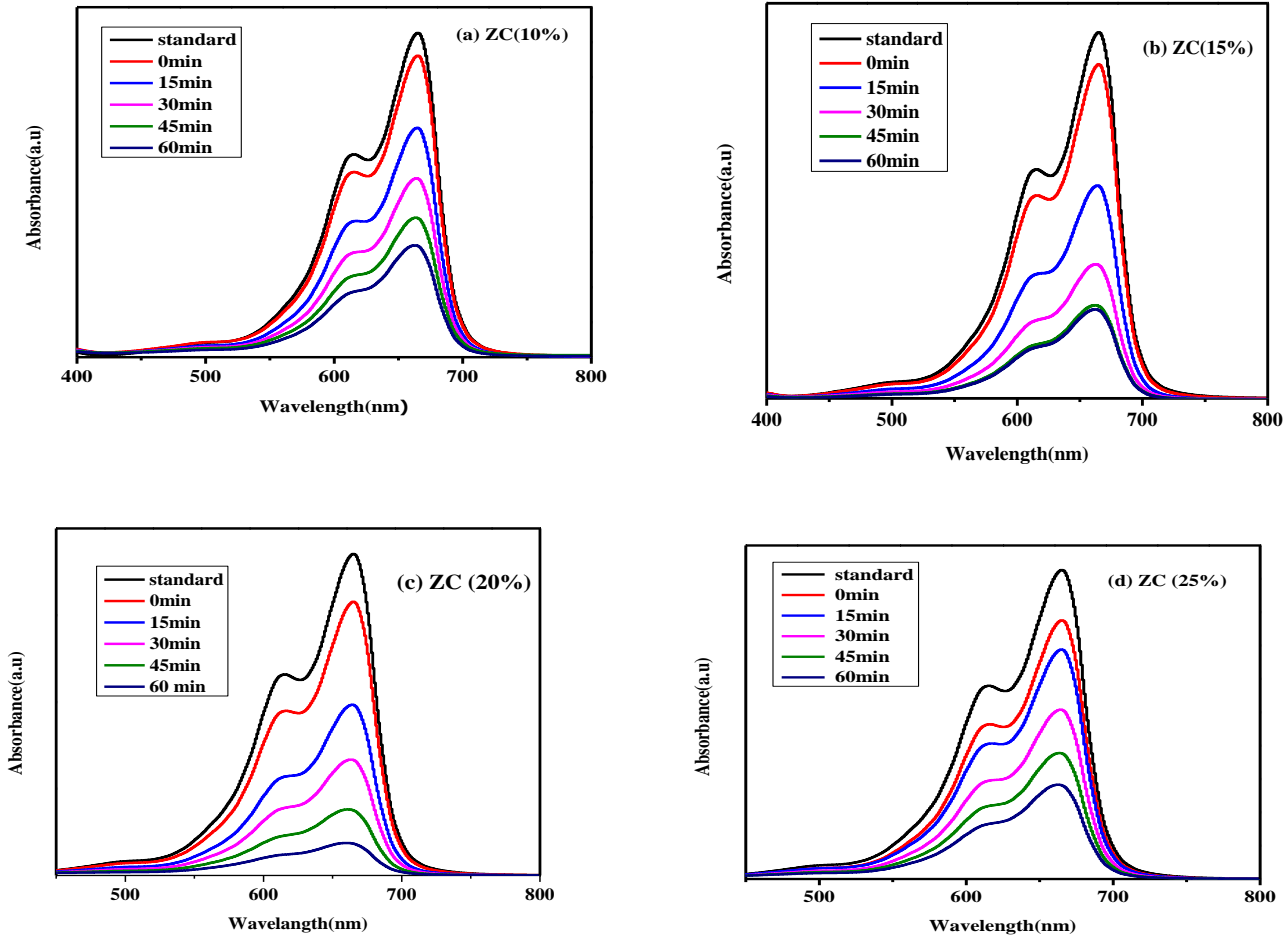 (a) ZC(10%)
standard
0min
15min
30min
45min
60min
Absorbance(a.u)
400 500 600 700 800
Wavelength(nm)
(b) ZC(15%)
standard
0min
15min
30min
45min
60min
Absorbance(a.u)
400 500 600 700 800
Wavelength(nm)
(c) ZC (20%)
standard
0min
15min
30min
45min
60 min
Absorbance(a.u)
500 600 700 800
Wavelangth(nm)
(d) ZC (25%)
standard
0min
15min
30min
45min
60min
Absorbance(a.u)
500 600 700 800
Wavelength(nm)